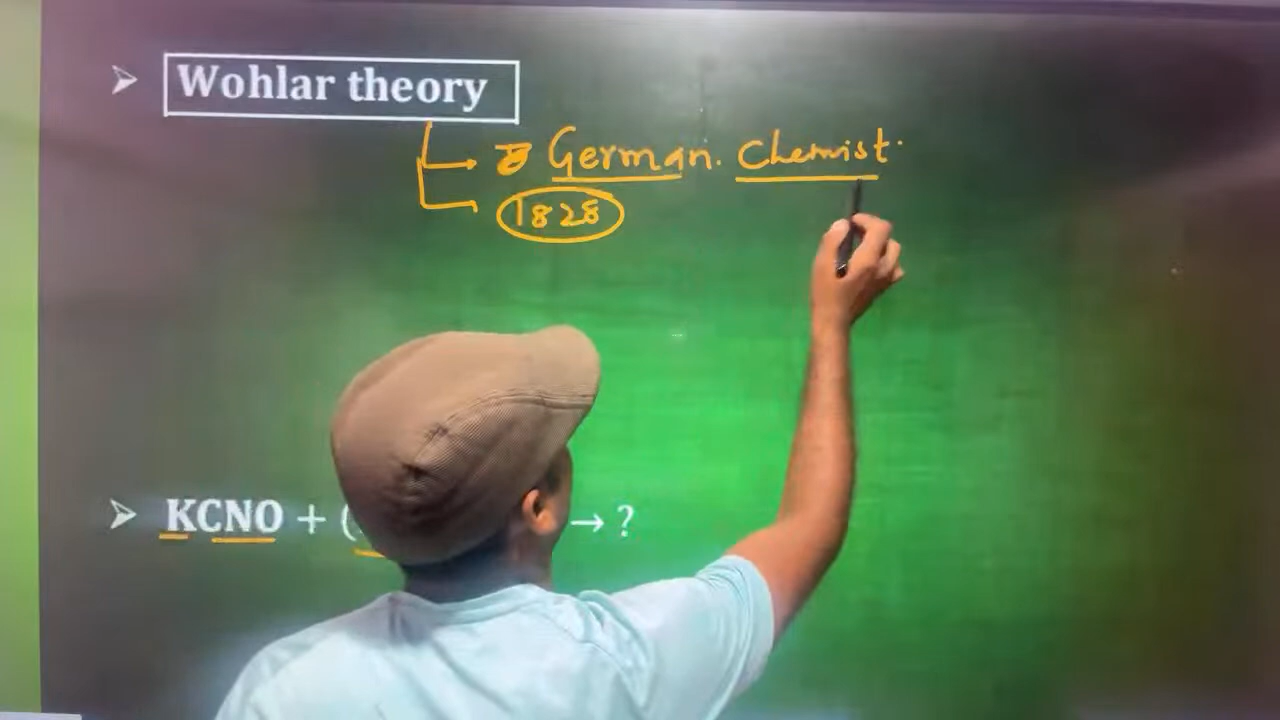 Wohlar theory
German. Chemist.
1828
KCNO + ( → ?